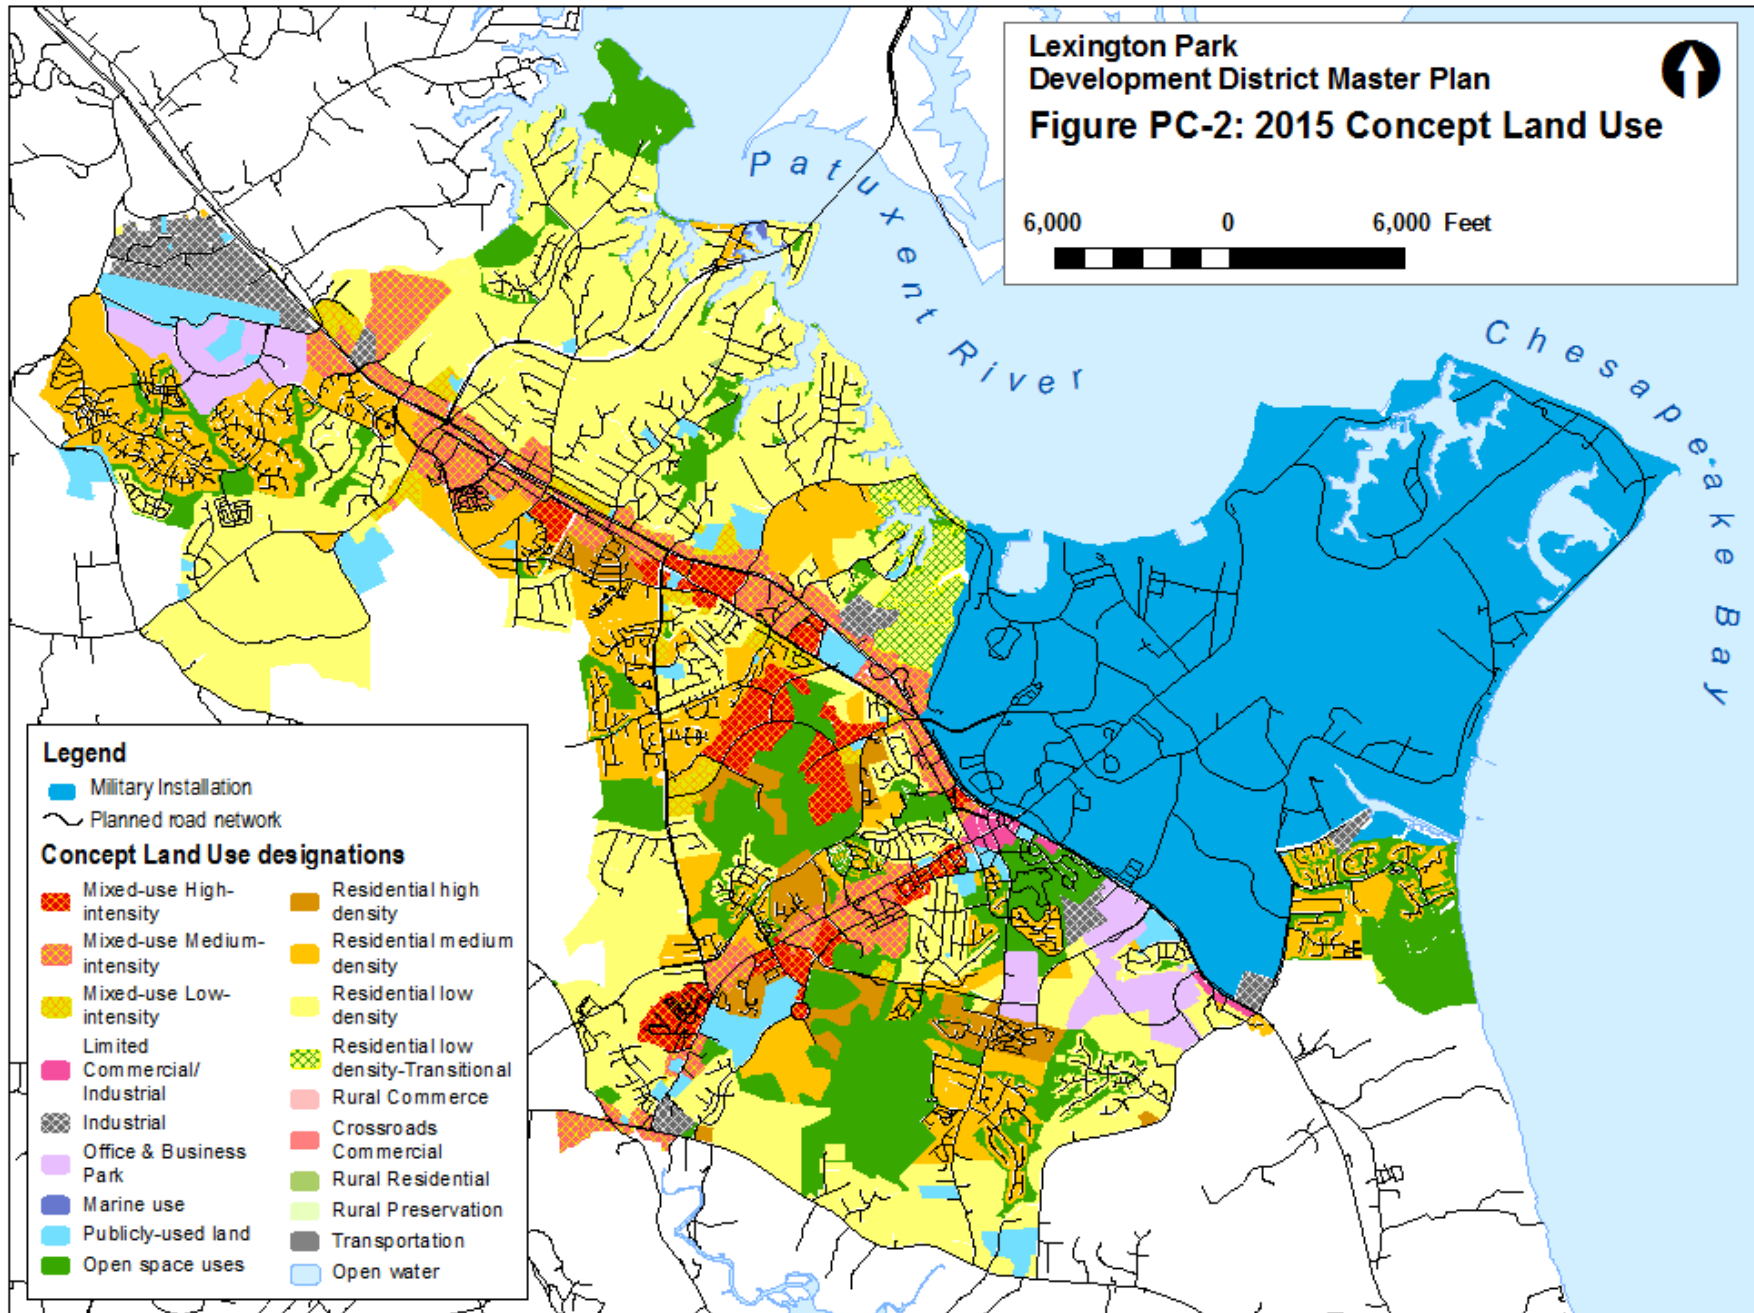 Lexington Park
Development District Master Plan
Figure PC-2: 2015 Concept Land Use
6,000 0 6,000 Feet
Patuxent
River
Chesapeake Bay
Legend
Military Installation
Planned road network
Concept Land Use designations
Mixed-use High-
intensity
Mixed-use Medium-
intensity
Mixed-use Low-
intensity
Limited
Commercial/
Industrial
Industrial
Office & Business
Park
Marine use
Publicly-used land
Open space uses
Residential high
density
Residential medium
density
Residential low
density
Residential low
density-Transitional
Rural Commerce
Crossroads
Commercial
Rural Residential
Rural Preservation
Transportation
Open water